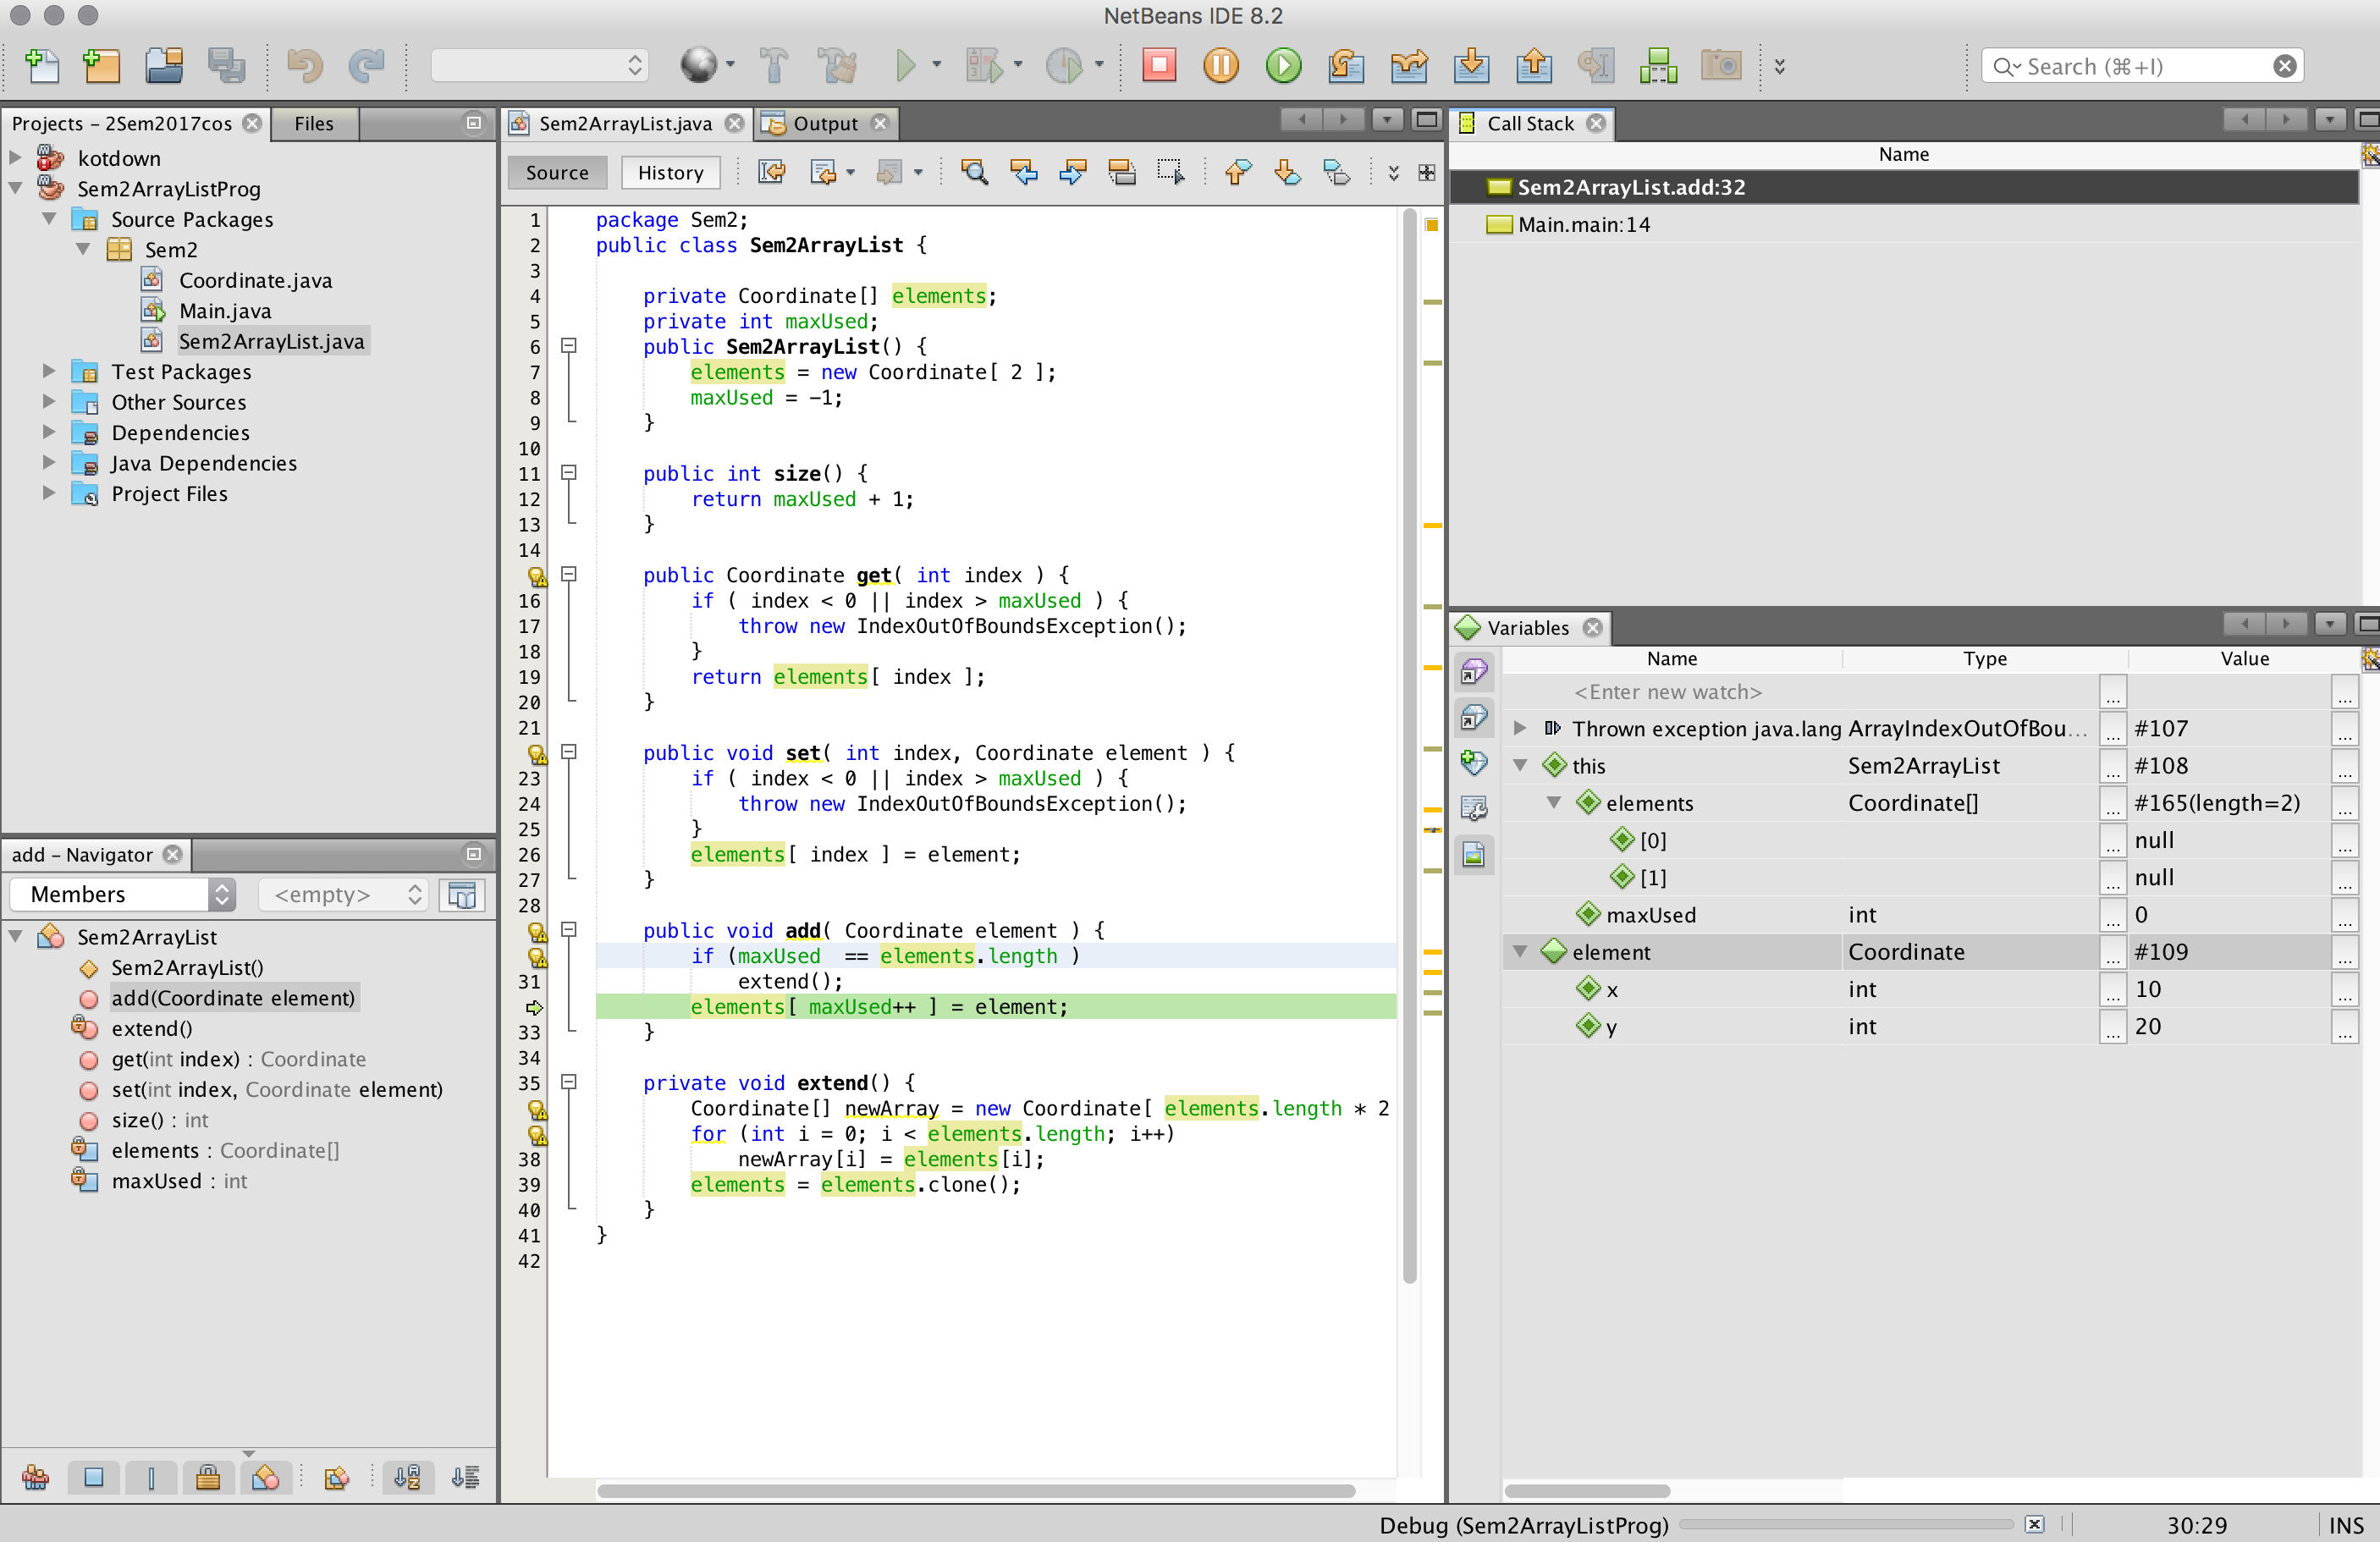 NetBeans IDE 8.2
Search (⌘+I)
Projects – 2Sem2017cos
Files
kotdown
Sem2ArrayListProg
Source Packages
Sem2
Coordinate.java
Main.java
Sem2ArrayList.java
Test Packages
Other Sources
Dependencies
Java Dependencies
Project Files
add – Navigator
Members
<empty>
Sem2ArrayList
Sem2ArrayList()
add(Coordinate element)
extend()
get(int index) : Coordinate
set(int index, Coordinate element)
size() : int
elements : Coordinate[]
maxUsed : int
Sem2ArrayList.java
Output
Source
History
1 package Sem2;
2 public class Sem2ArrayList {
3
4 private Coordinate[] elements;
5 private int maxUsed;
6 public Sem2ArrayList() {
7 elements = new Coordinate[ 2 ];
8 maxUsed = -1;
9 }
10
11 public int size() {
12 return maxUsed + 1;
13 }
14
public Coordinate get( int index ) {
16 if ( index < 0 || index > maxUsed ) {
17 throw new IndexOutOfBoundsException();
18 }
19 return elements[ index ];
20 }
21
public void set( int index, Coordinate element ) {
23 if ( index < 0 || index > maxUsed ) {
24 throw new IndexOutOfBoundsException();
25 }
26 elements[ index ] = element;
27 }
28
public void add( Coordinate element ) {
if (maxUsed  == elements.length )
31 extend();
elements[ maxUsed++ ] = element;
33 }
34
35 private void extend() {
Coordinate[] newArray = new Coordinate[ elements.length * 2
for (int i = 0; i < elements.length; i++)
38 newArray[i] = elements[i];
39 elements = elements.clone();
40 }
41 }
42
Call Stack
Name
Sem2ArrayList.add:32
Main.main:14
Variables
Name Type Value
<Enter new watch> ... ...
Thrown exception java.lang ArrayIndexOutOfBou... ... #107 ...
this Sem2ArrayList ... #108 ...
elements Coordinate[] ... #165(length=2) ...
[0] ... null ...
[1] ... null ...
maxUsed int ... 0 ...
element Coordinate ... #109 ...
x int ... 10 ...
y int ... 20 ...
Debug (Sem2ArrayListProg)
30:29
INS